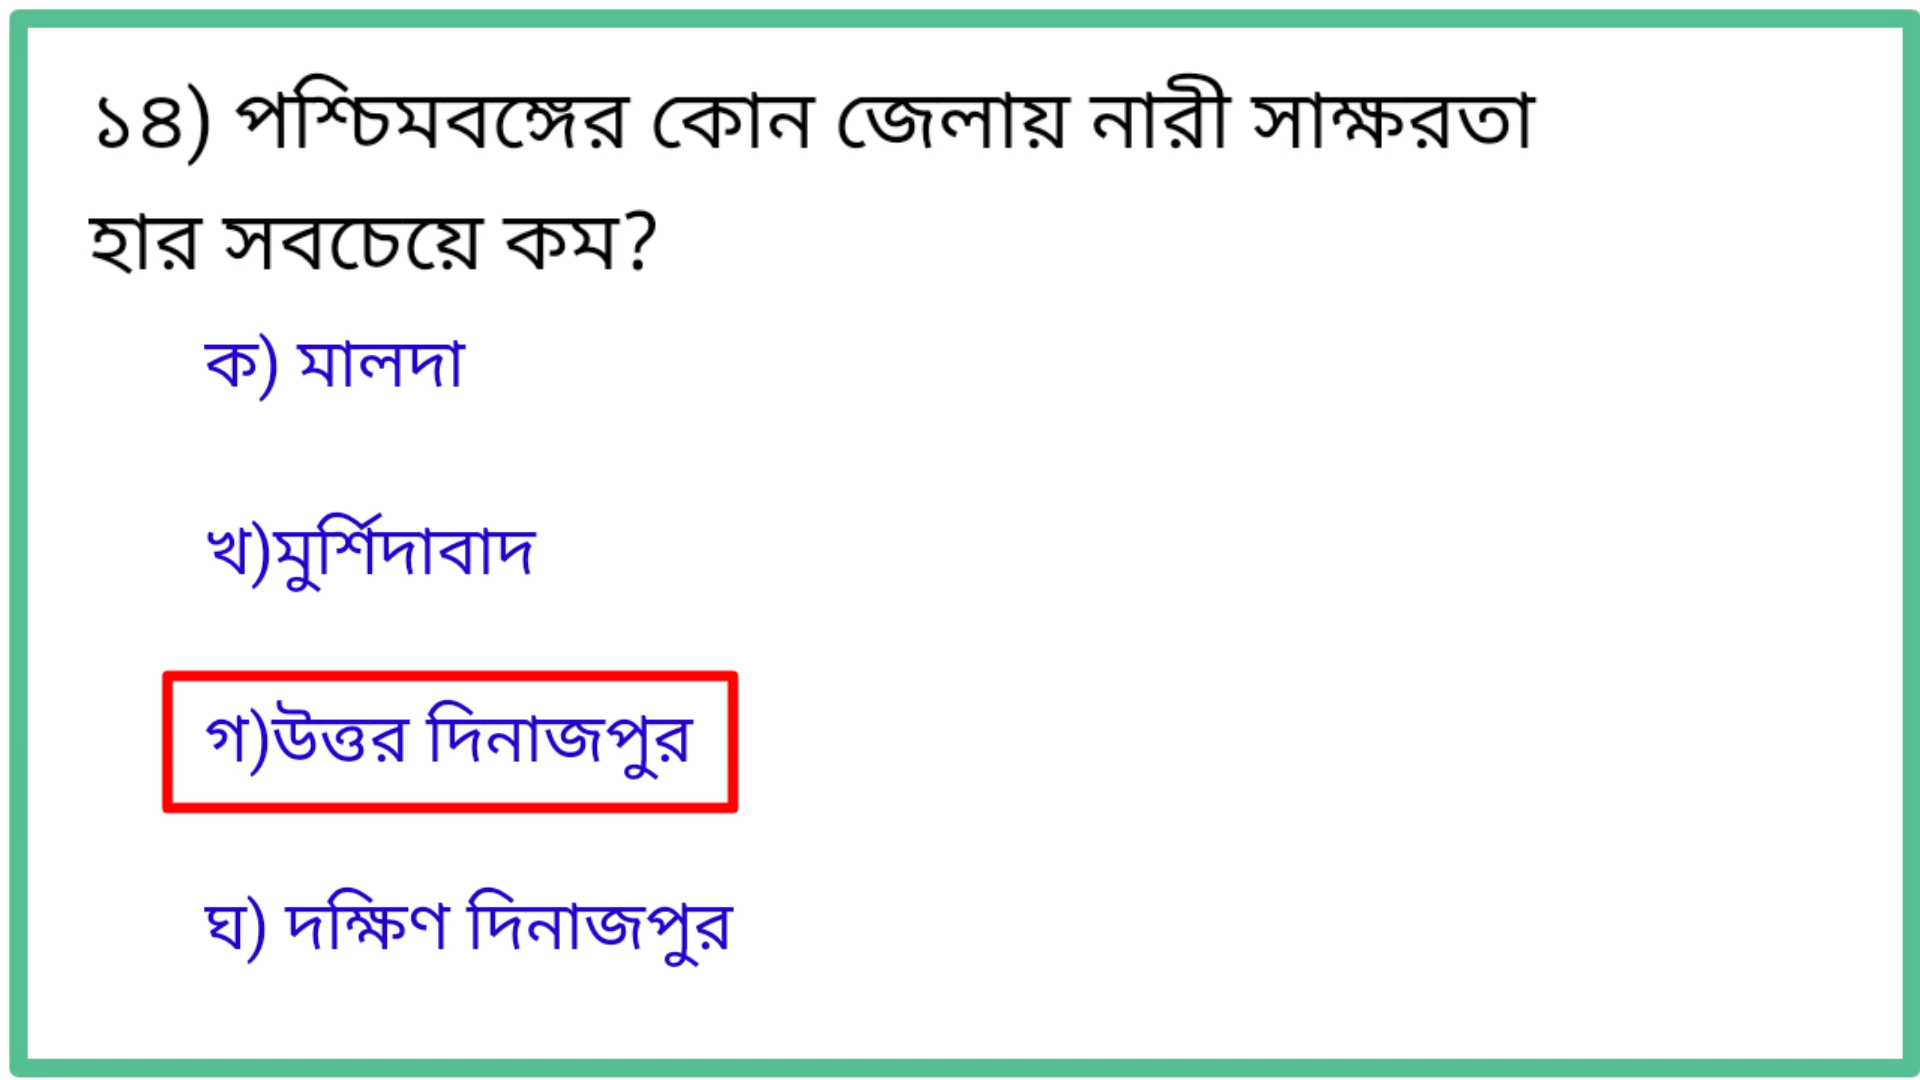 ১৪) পশ্চিমবঙ্গের কোন জেলায় নারী সাক্ষরতা
হার সবচেয়ে কম?
ক) মালদা
খ)মুর্শিদাবাদ
গ)উত্তর দিনাজপুর
ঘ) দক্ষিণ দিনাজপুর